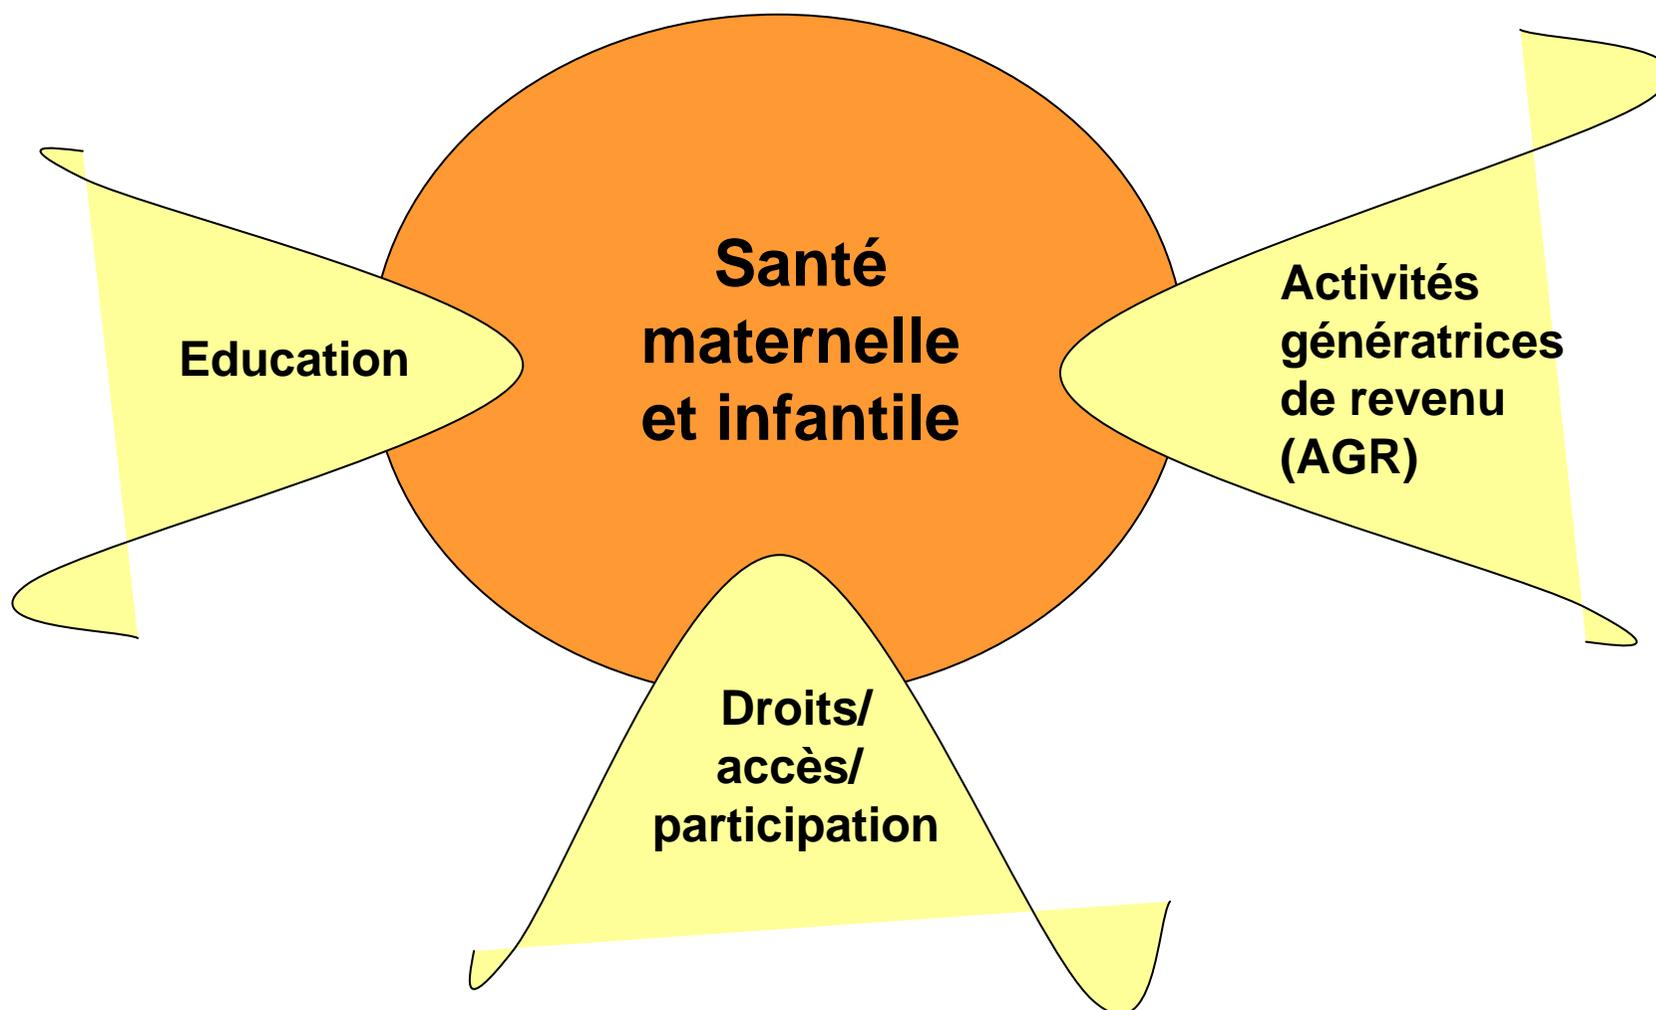 Santé
maternelle
et infantile
Education
Activités
génératrices
de revenu
(AGR)
Droits/
accès/
participation